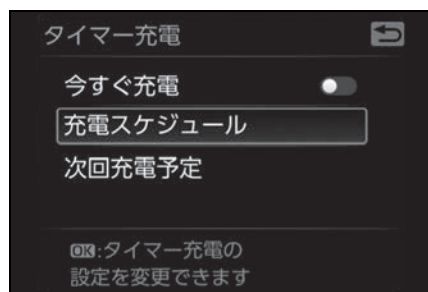 タイマー充電
今すぐ充電
充電スケジュール
次回充電予定
OK:タイマー充電の
設定を変更できます